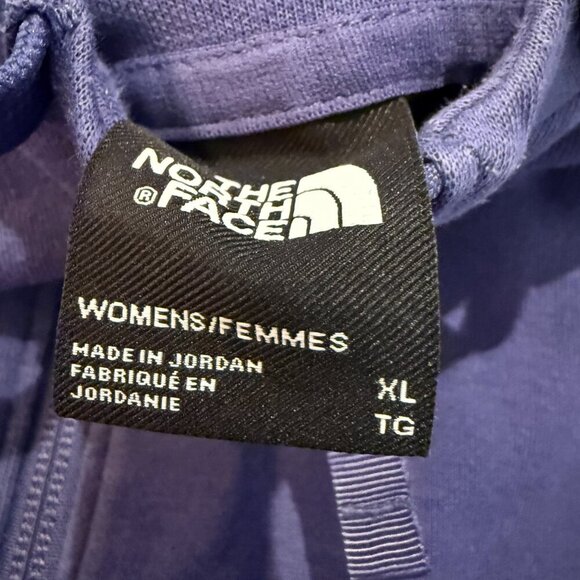 THE
NORTH
FACE
®
WOMENS/FEMMES
MADE IN JORDAN
FABRIQUÉ EN
JORDANIE
XL
TG